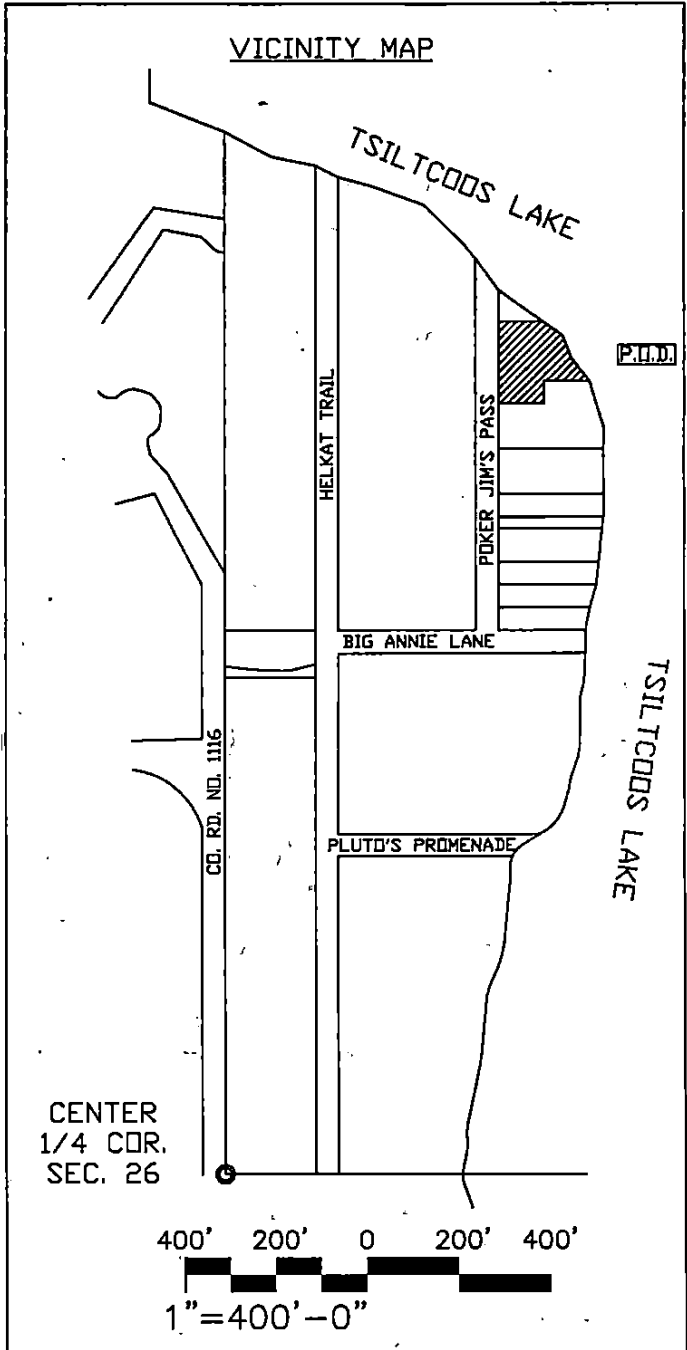 VICINITY MAP
TSILTCOOS LAKE
P.O.D.
HELKAT TRAIL
POKER JIM'S PASS
BIG ANNIE LANE
TSILTCOOS LAKE
CO. RD. NO. 1116
PLUTO'S PROMENADE
CENTER
1/4 COR.
SEC. 26
400' 200' 0 200' 400'
1"=400'-0"